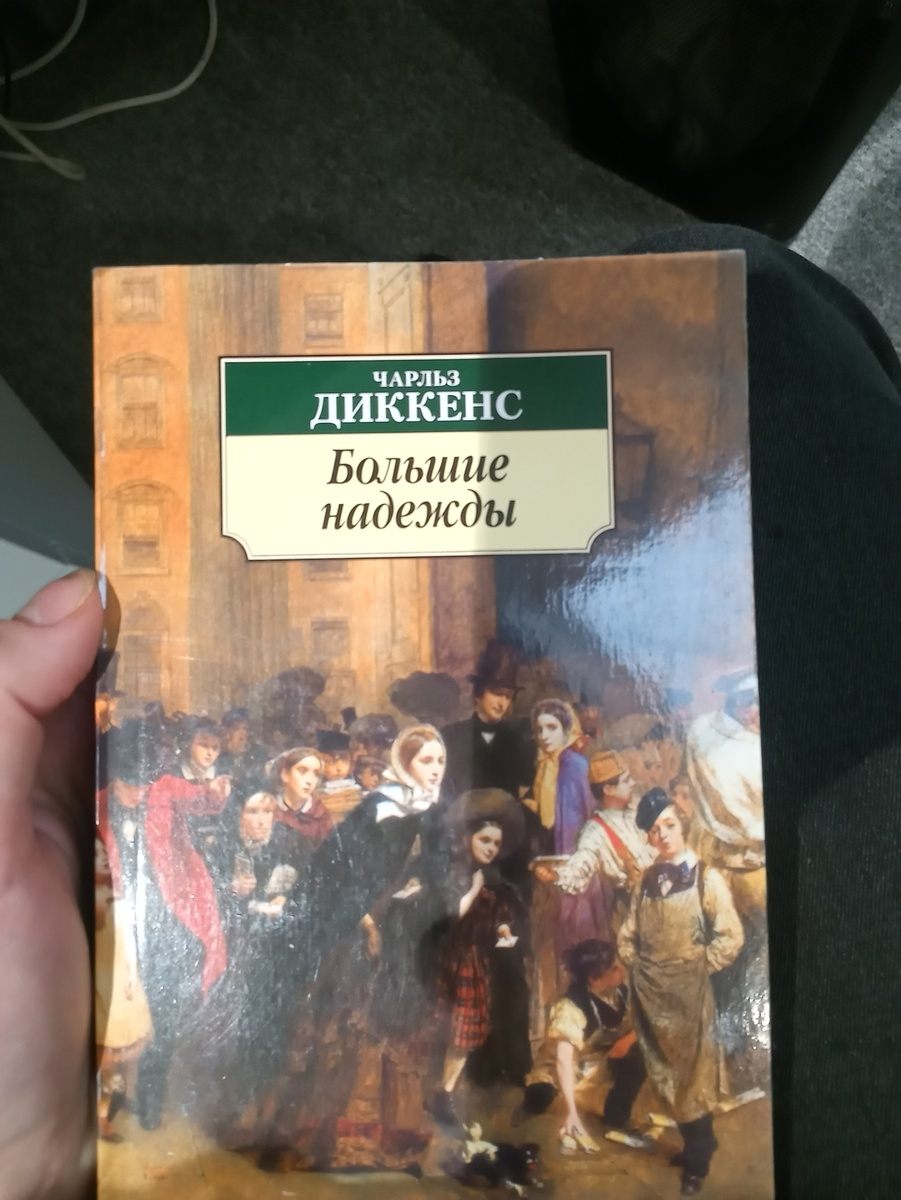 ЧАРЛЬЗ
ДИККЕНС
Большие
надежды